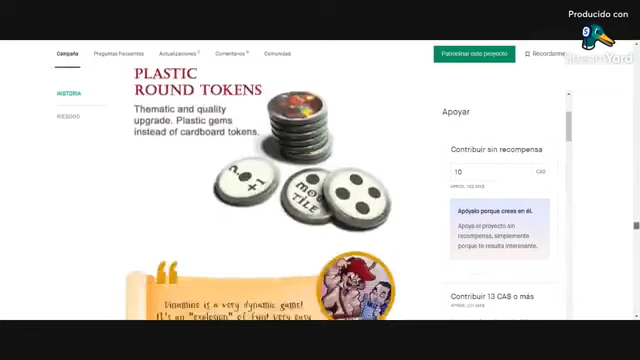 Producido con
StreamYard
Campaña
Preguntas frecuentes
Actualizaciones
Comentarios
Comunidad
Patrocinar este proyecto
Recordarme
HISTORIA
RIESGOS
PLASTIC
ROUND TOKENS
Thematic and quality
upgrade. Plastic gems
instead of cardboard tokens.
+1
MOVE
TILE
Apoyar
Contribuir sin recompensa
10
CA$
Apóyalo porque crees en él.
Apoya el proyecto sin
recompensa, simplemente
porque te resulta interesante.
Contribuir 13 CA$ o más
Dinamine is a very dynamic game!
It's an "explosion" of fun! Very easy